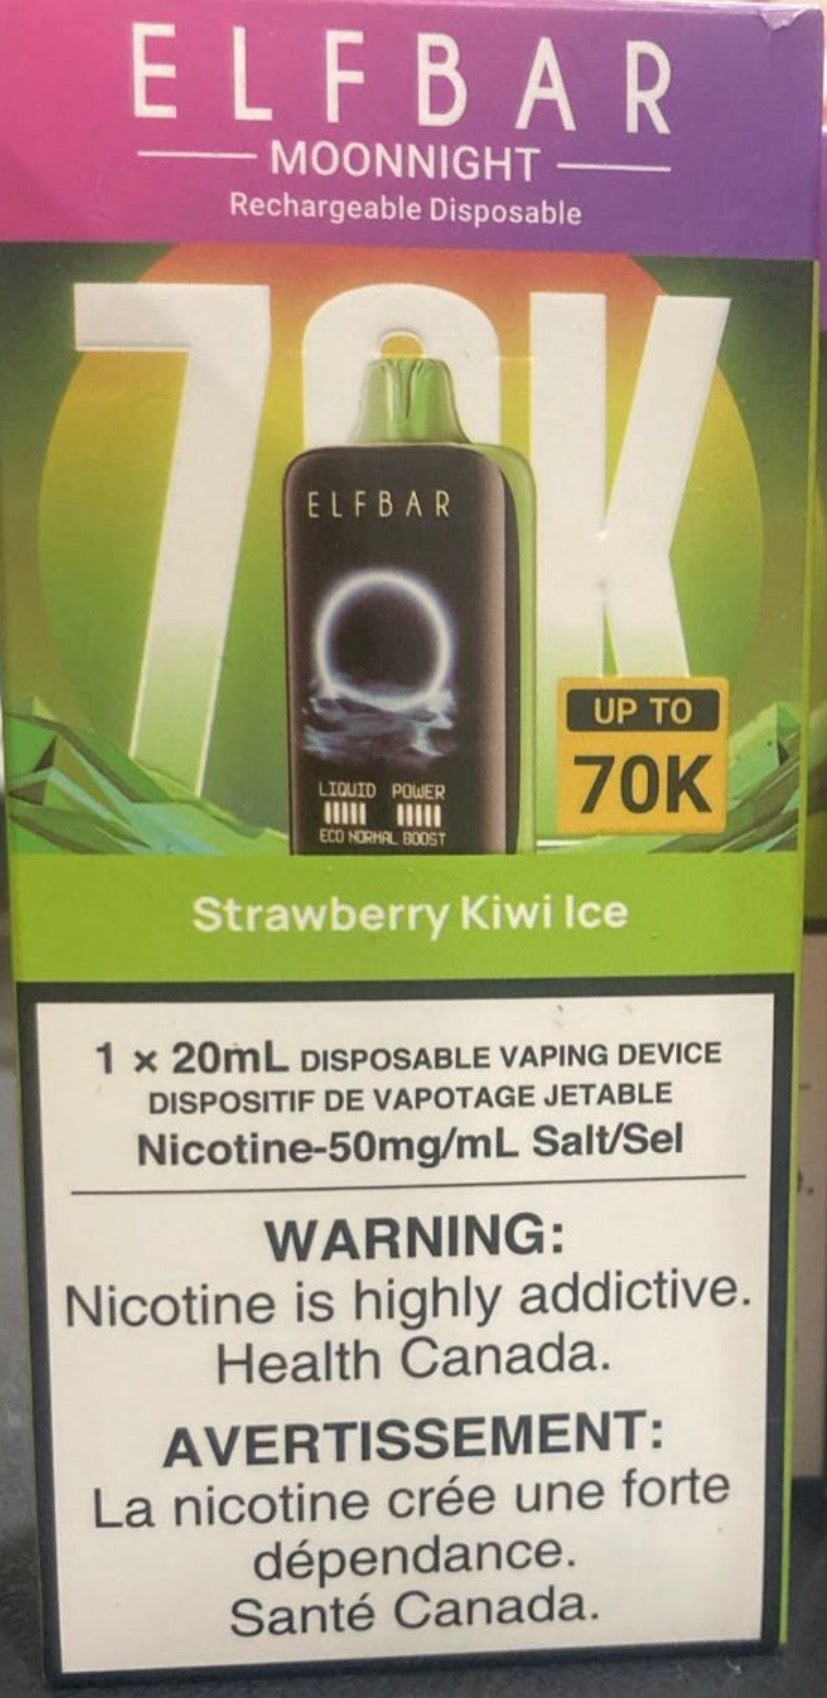 ELFBAR
MOONNIGHT
Rechargeable Disposable
70K
ELFBAR
LIQUID POWER
ECO NORMAL BOOST
UP TO
70K
Strawberry Kiwi Ice
1 x 20mL DISPOSABLE VAPING DEVICE
DISPOSITIF DE VAPOTAGE JETABLE
Nicotine-50mg/mL Salt/Sel
WARNING:
Nicotine is highly addictive.
Health Canada.
AVERTISSEMENT:
La nicotine crée une forte
dépendance.
Santé Canada.